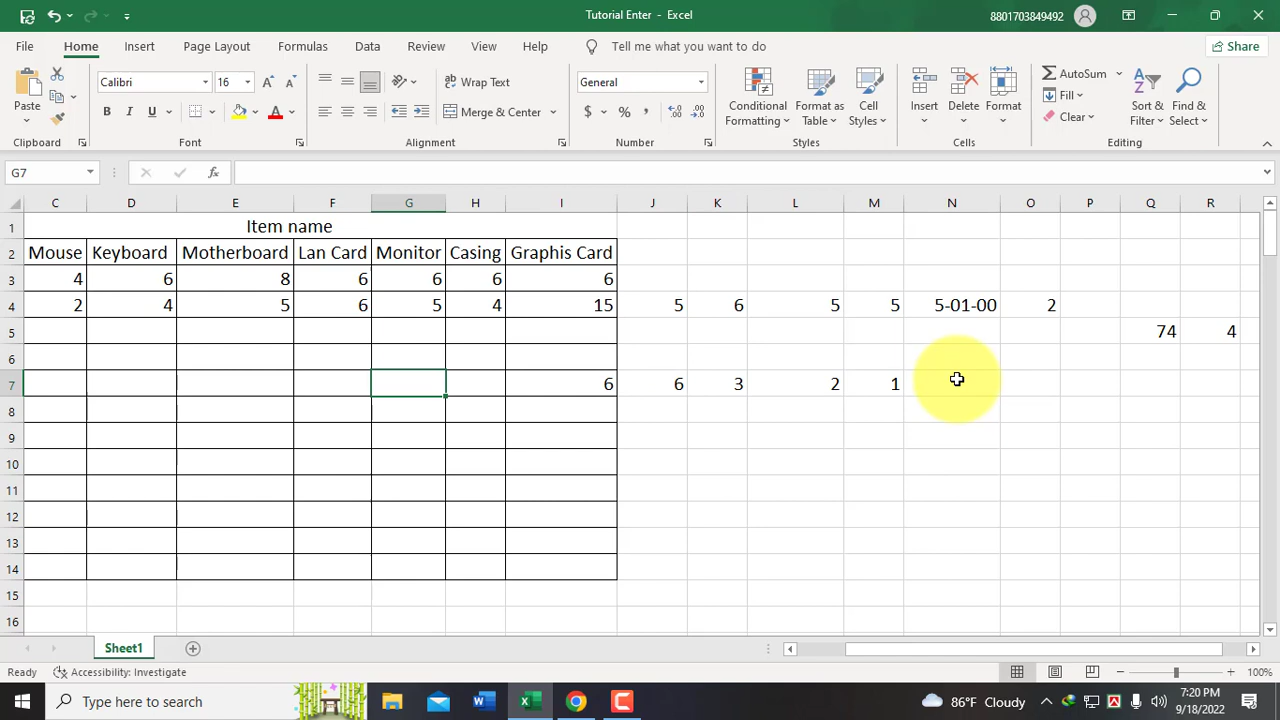 Tutorial Enter - Excel
8801703849492
File Home Insert Page Layout Formulas Data Review View Help Tell me what you want to do Share
Calibri 16 Wrap Text General AutoSum
Paste Conditional Formatting Format as Table Cell Styles Insert Delete Format Fill Sort & Filter Find & Select
B I U A Merge & Center $ % Clear
Clipboard Font Alignment Number Styles Cells Editing
G7 fx
C D E F G H I J K L M N O P Q R
1 Item name
2 Mouse Keyboard Motherboard Lan Card Monitor Casing Graphis Card
3 4 6 8 6 6 6 6
4 2 4 5 6 5 4 15 5 6 5 5 5-01-00 2
5 74 4
6
7 6 6 3 2 1
8
9
10
11
12
13
14
15
16
Sheet1
Ready Accessibility: Investigate 100%
Type here to search 86°F Cloudy 7:20 PM
9/18/2022